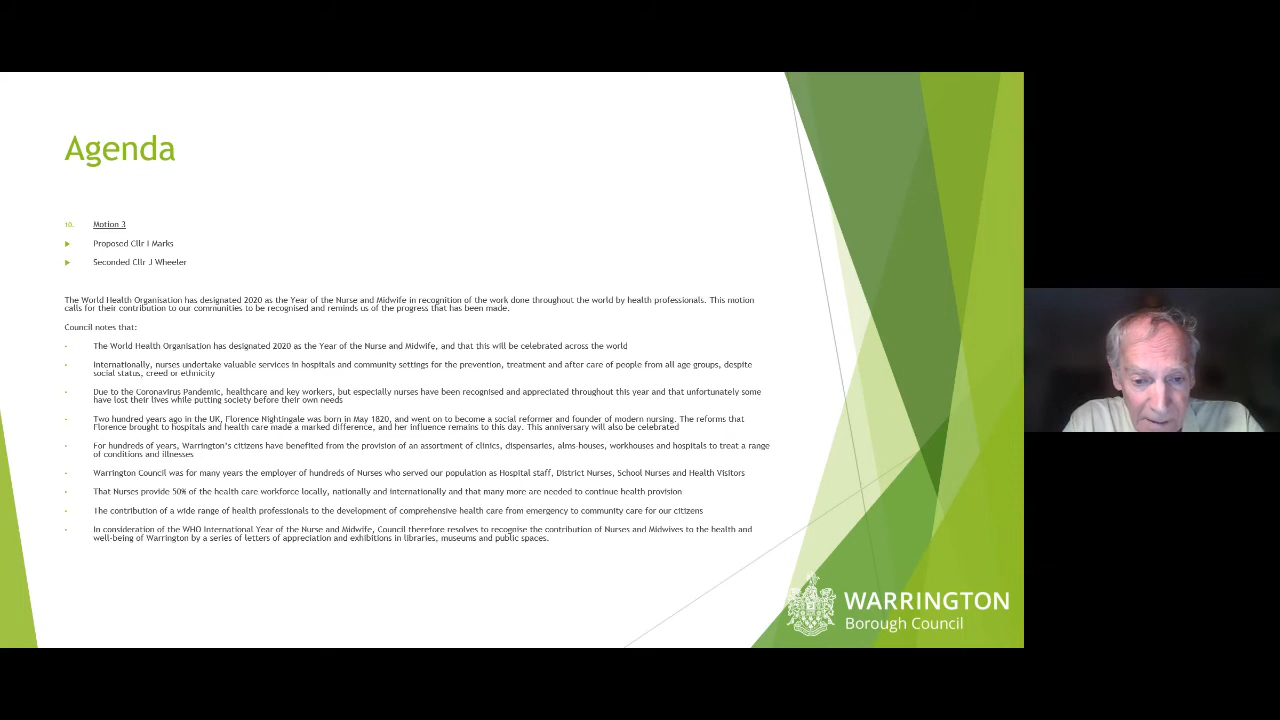 Agenda
10. Motion 3
Proposed Cllr I Marks
Seconded Cllr J Wheeler
The World Health Organisation has designated 2020 as the Year of the Nurse and Midwife in recognition of the work done throughout the world by health professionals. This motion
calls for their contribution to our communities to be recognised and reminds us of the progress that has been made.
Council notes that:
- The World Health Organisation has designated 2020 as the Year of the Nurse and Midwife, and that this will be celebrated across the world
- Internationally, nurses undertake valuable services in hospitals and community settings for the prevention, treatment and after care of people from all age groups, despite
social status, creed or ethnicity
- Due to the Coronavirus Pandemic, healthcare and key workers, but especially nurses have been recognised and appreciated throughout this year and that unfortunately some
have lost their lives while putting society before their own needs
- Two hundred years ago in the UK, Florence Nightingale was born in May 1820, and went on to become a social reformer and founder of modern nursing. The reforms that
Florence brought to hospitals and health care made a marked difference, and her influence remains to this day. This anniversary will also be celebrated
- For hundreds of years, Warrington's citizens have benefited from the provision of an assortment of clinics, dispensaries, alms-houses, workhouses and hospitals to treat a range
of conditions and illnesses
- Warrington Council was for many years the employer of hundreds of Nurses who served our population as Hospital staff, District Nurses, School Nurses and Health Visitors
- That Nurses provide 50% of the health care workforce locally, nationally and internationally and that many more are needed to continue health provision
- The contribution of a wide range of health professionals to the development of comprehensive health care from emergency to community care for our citizens
- In consideration of the WHO International Year of the Nurse and Midwife, Council therefore resolves to recognise the contribution of Nurses and Midwives to the health and
well-being of Warrington by a series of letters of appreciation and exhibitions in libraries, museums and public spaces.
WARRINGTON
Borough Council